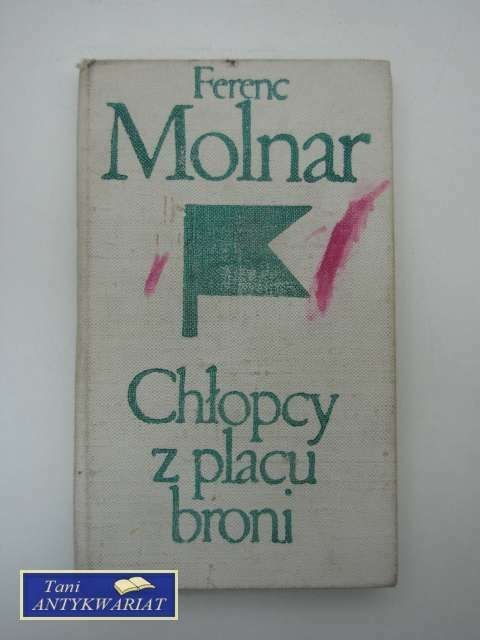 Ferenc
Molnar
Chłopcy
z placu
broni
Tani
ANTYKWARIAT